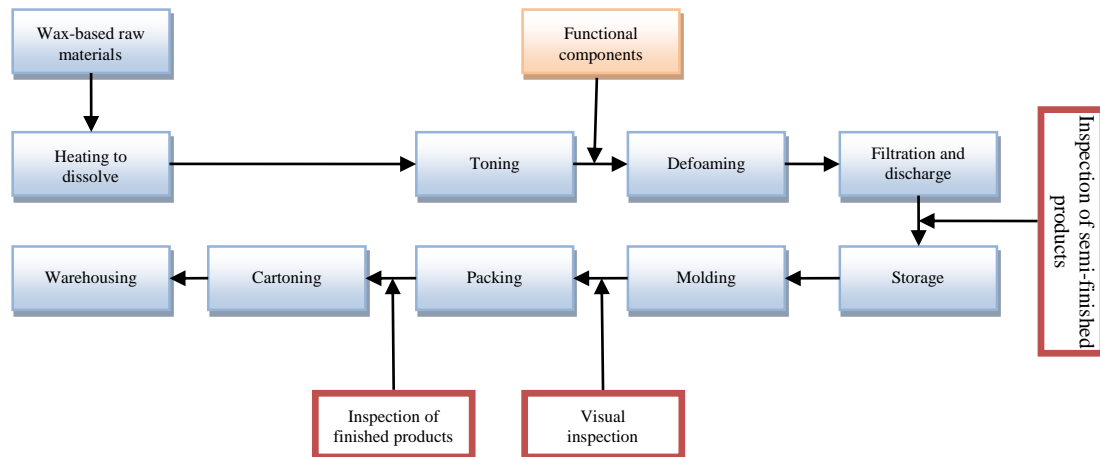 Wax-based raw
materials
Functional
components
Heating to
dissolve
Toning
Defoaming
Filtration and
discharge
Inspection of semi-finished
products
Warehousing
Cartoning
Packing
Molding
Storage
Inspection of
finished products
Visual
inspection